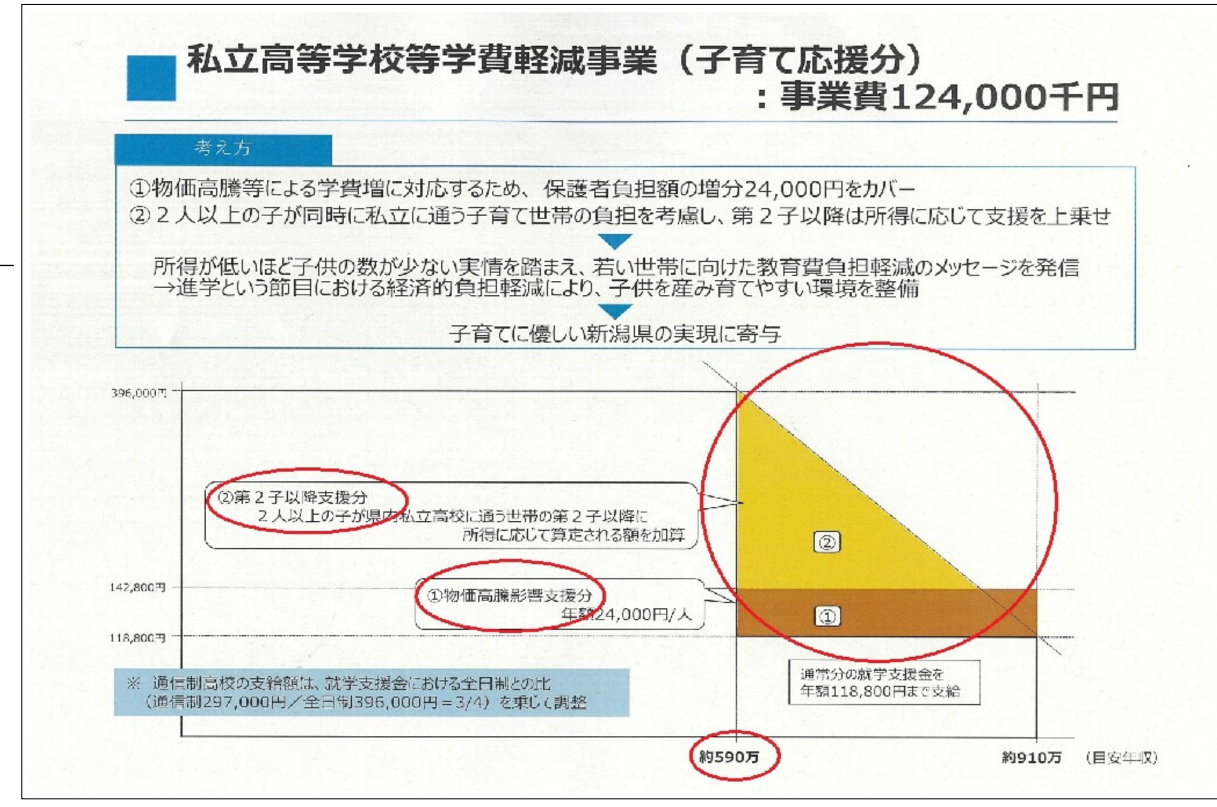 私立高等学校等学費軽減事業（子育て応援分）
：事業費124,000千円
考え方
①物価高騰等による学費増に対応するため、保護者負担額の増分24,000円をカバー
②２人以上の子が同時に私立に通う子育て世帯の負担を考慮し、第２子以降は所得に応じて支援を上乗せ
所得が低いほど子供の数が少ない実情を踏まえ、若い世帯に向けた教育費負担軽減のメッセージを発信
→進学という節目における経済的負担軽減により、子供を産み育てやすい環境を整備
子育てに優しい新潟県の実現に寄与
396,000円
②第２子以降支援分
２人以上の子が県内私立高校に通う世帯の第２子以降に
所得に応じて算定される額を加算
②
142,800円
①物価高騰影響支援分
年額24,000円/人
①
118,800円
通常分の就学支援金を
年額118,800円まで支給
※ 通信制高校の支給額は、就学支援金における全日制との比
（通信制297,000円／全日制396,000円＝3/4）を乗じて調整
約590万
約910万
（目安年収）